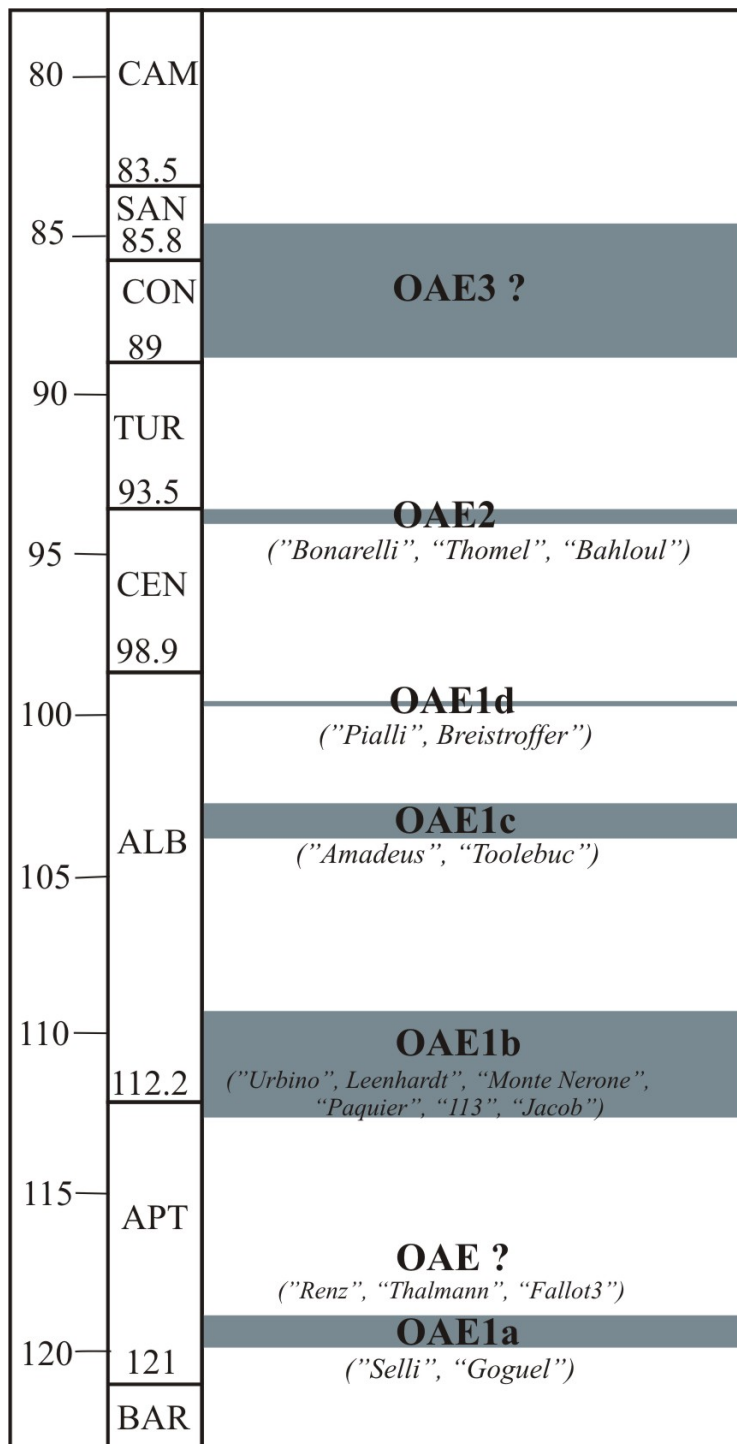 80
CAM
83.5
SAN
85
85.8
OAE3 ?
CON
89
90
TUR
93.5
OAE2
(”Bonarelli”, “Thomel”, “Bahloul”)
95
CEN
98.9
100
OAE1d
(”Pialli”, Breistroffer”)
OAE1c
ALB
(”Amadeus”, “Toolebuc”)
105
110
OAE1b
112.2
(”Urbino”, Leenhardt”, “Monte Nerone”,
“Paquier”, “113”, “Jacob”)
115
APT
OAE ?
(”Renz”, “Thalmann”, “Fallot3”)
OAE1a
120
121
(”Selli”, “Goguel”)
BAR